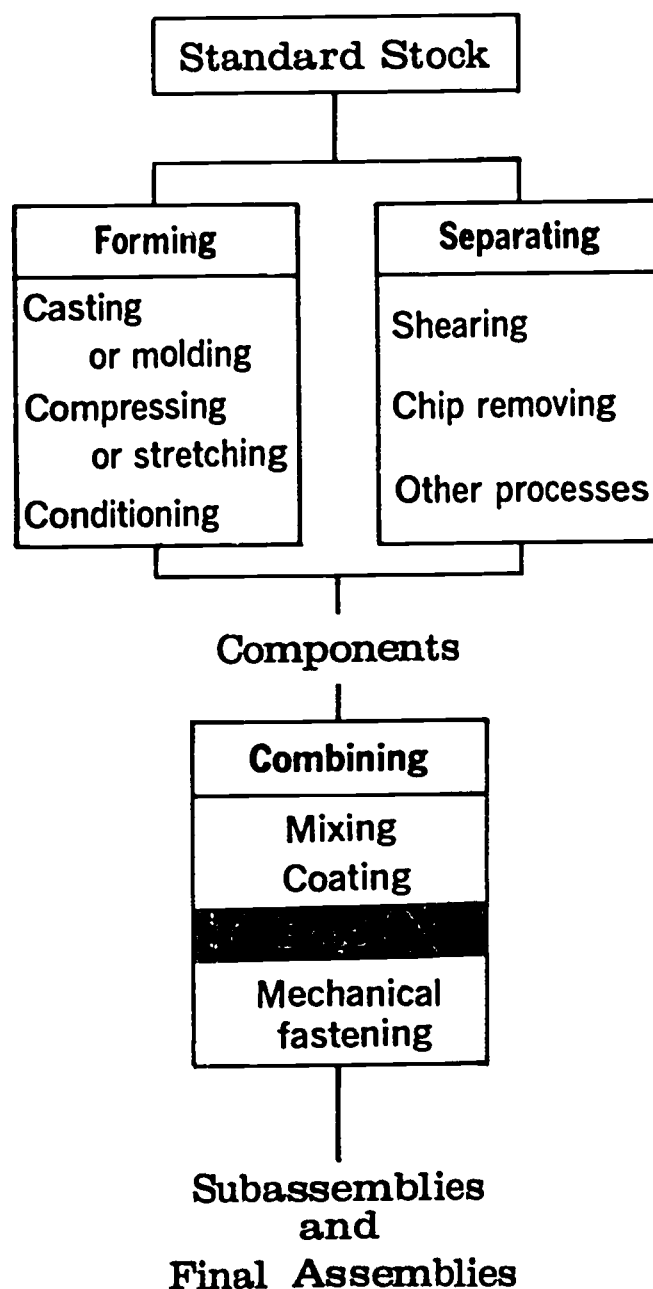 Standard Stock
Forming
Casting
or molding
Compressing
or stretching
Conditioning
Separating
Shearing
Chip removing
Other processes
Components
Combining
Mixing
Coating
Mechanical
fastening
Subassemblies
and
Final Assemblies